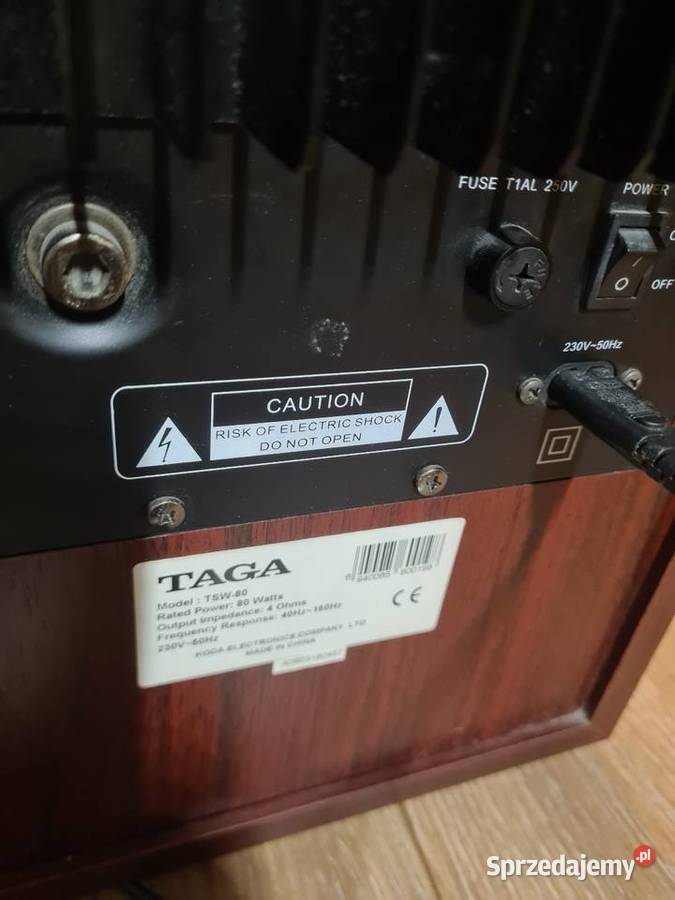 FUSE T1AL 250V
POWER
OFF
230V~50Hz
CAUTION
RISK OF ELECTRIC SHOCK
DO NOT OPEN
TAGA
Model : TSW-80
Rated Power: 80 Watts
Output Impedance: 4 Ohms
Frequency Response: 40Hz~160Hz
230V~50Hz
KODA ELECTRONICS COMPANY. LTD
MADE IN CHINA
CE
Sprzedajemy.pl